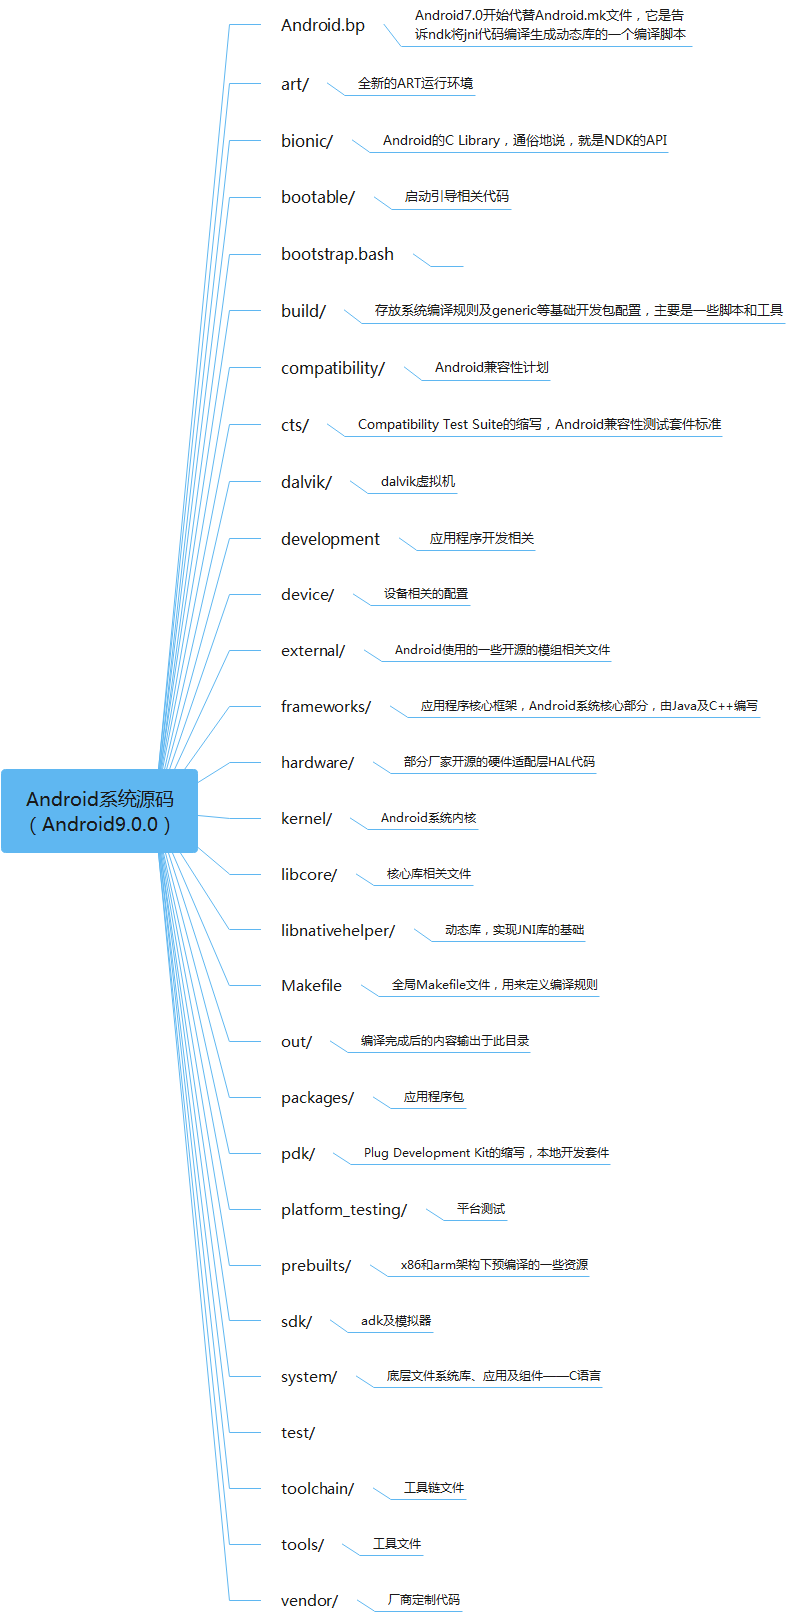 Android系统源码
（Android9.0.0）
Android.bp
Android7.0开始代替Android.mk文件，它是告
诉ndk将jni代码编译生成动态库的一个编译脚本
art/
全新的ART运行环境
bionic/
Android的C Library，通俗地说，就是NDK的API
bootable/
启动引导相关代码
bootstrap.bash
build/
存放系统编译规则及generic等基础开发包配置，主要是一些脚本和工具
compatibility/
Android兼容性计划
cts/
Compatibility Test Suite的缩写，Android兼容性测试套件标准
dalvik/
dalvik虚拟机
development
应用程序开发相关
device/
设备相关的配置
external/
Android使用的一些开源的模组相关文件
frameworks/
应用程序核心框架，Android系统核心部分，由Java及C++编写
hardware/
部分厂家开源的硬件适配层HAL代码
kernel/
Android系统内核
libcore/
核心库相关文件
libnativehelper/
动态库，实现JNI库的基础
Makefile
全局Makefile文件，用来定义编译规则
out/
编译完成后的内容输出于此目录
packages/
应用程序包
pdk/
Plug Development Kit的缩写，本地开发套件
platform_testing/
平台测试
prebuilts/
x86和arm架构下预编译的一些资源
sdk/
adk及模拟器
system/
底层文件系统库、应用及组件——C语言
test/
toolchain/
工具链文件
tools/
工具文件
vendor/
厂商定制代码